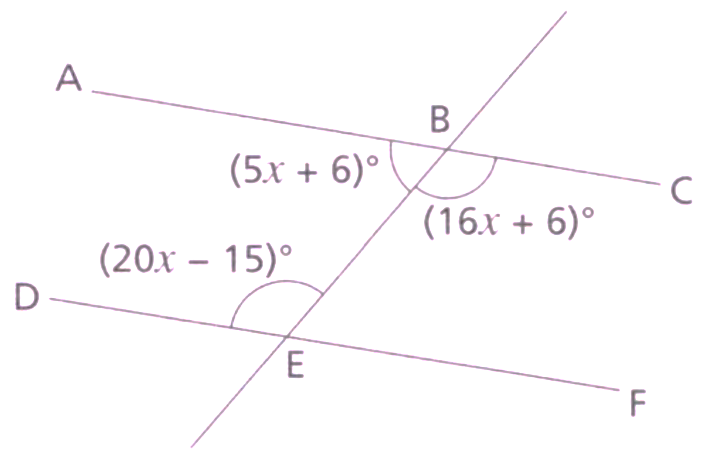 A
B
(5x + 6)°
C
(16x + 6)°
(20x – 15)°
D
E
F